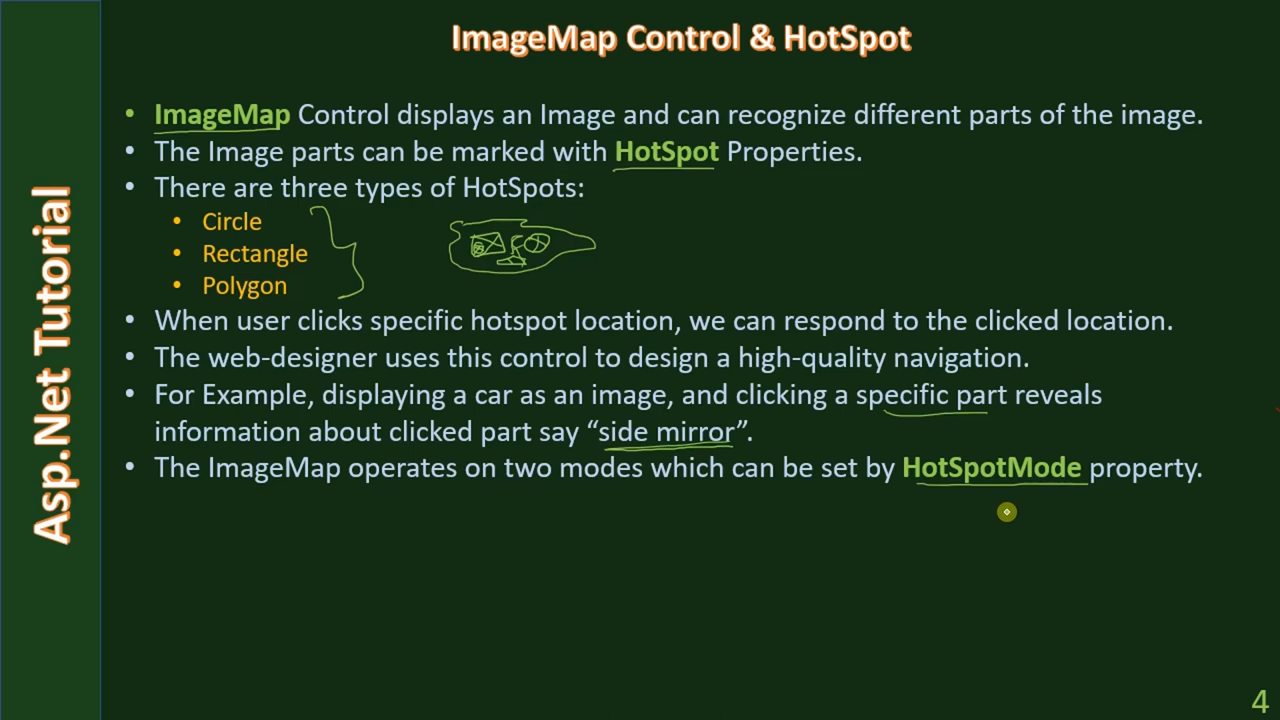 ImageMap Control & HotSpot
Asp.Net Tutorial
• ImageMap Control displays an Image and can recognize different parts of the image.
• The Image parts can be marked with HotSpot Properties.
• There are three types of HotSpots:
• Circle
• Rectangle
• Polygon
• When user clicks specific hotspot location, we can respond to the clicked location.
• The web-designer uses this control to design a high-quality navigation.
• For Example, displaying a car as an image, and clicking a specific part reveals
information about clicked part say “side mirror”.
• The ImageMap operates on two modes which can be set by HotSpotMode property.
4